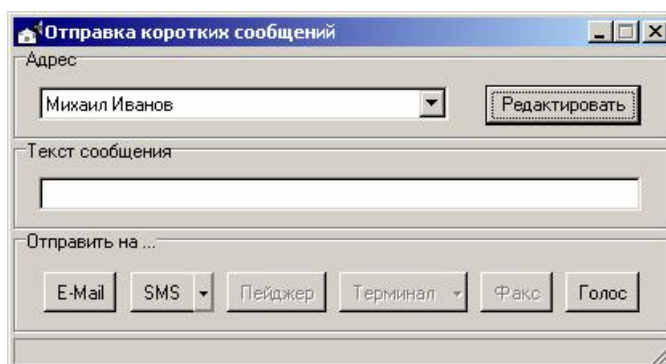 Отправка коротких сообщений
Адрес
Михаил Иванов Редактировать
Текст сообщения
Отправить на ...
E-Mail SMS Пейджер Терминал Факс Голос